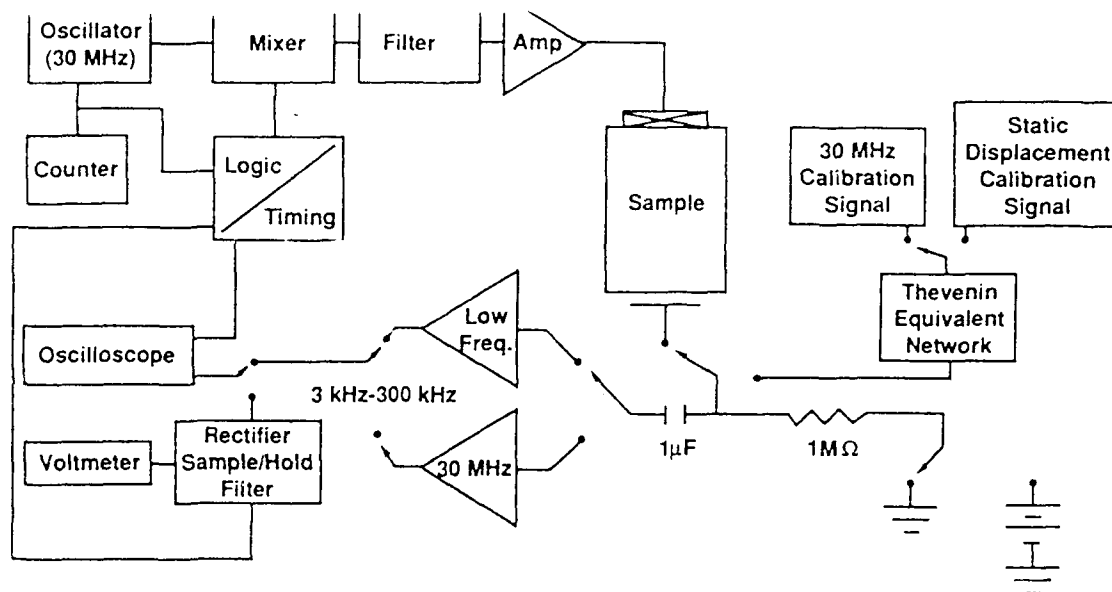 Oscillator
(30 MHz)
Mixer
Filter
Amp
Counter
Logic
Timing
Sample
30 MHz
Calibration
Signal
Static
Displacement
Calibration
Signal
Thevenin
Equivalent
Network
Oscilloscope
Low
Freq.
3 kHz-300 kHz
Voltmeter
Rectifier
Sample/Hold
Filter
30 MHz
1µF
1MΩ